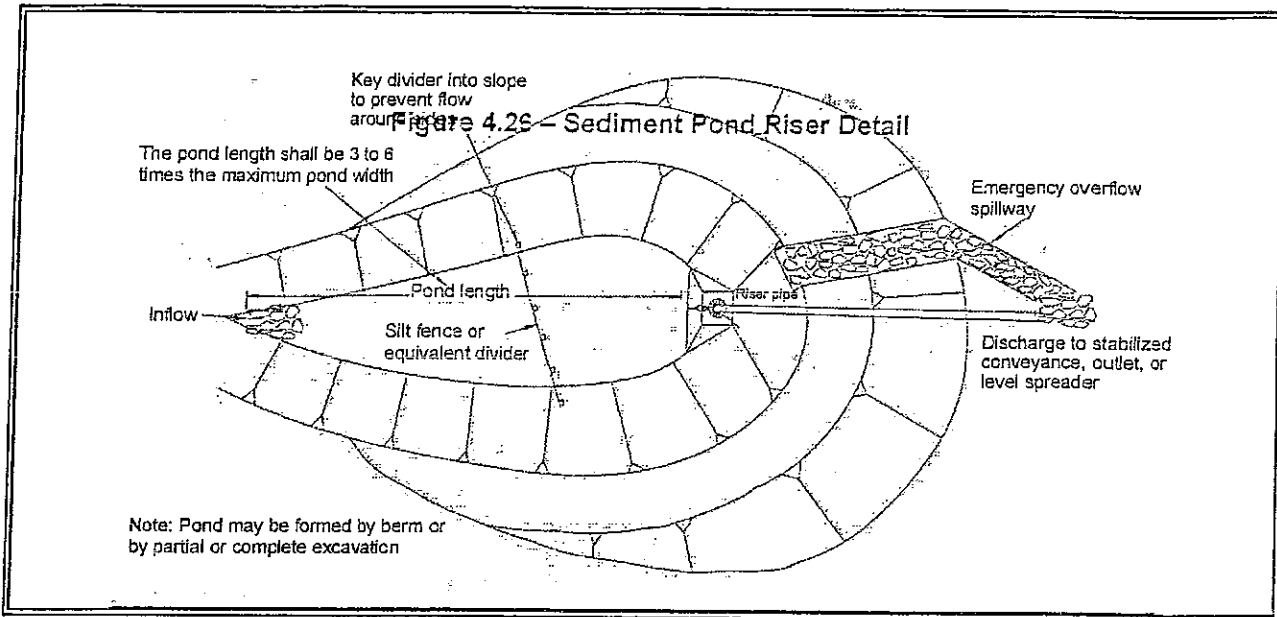 Key divider into slope
to prevent flow
around sides
Figure 4.26 – Sediment Pond Riser Detail
The pond length shall be 3 to 6
times the maximum pond width
Emergency overflow
spillway
Pond length
Riser pipe
Inflow
Silt fence or
equivalent divider
Discharge to stabilized
conveyance, outlet, or
level spreader
Note: Pond may be formed by berm or
by partial or complete excavation